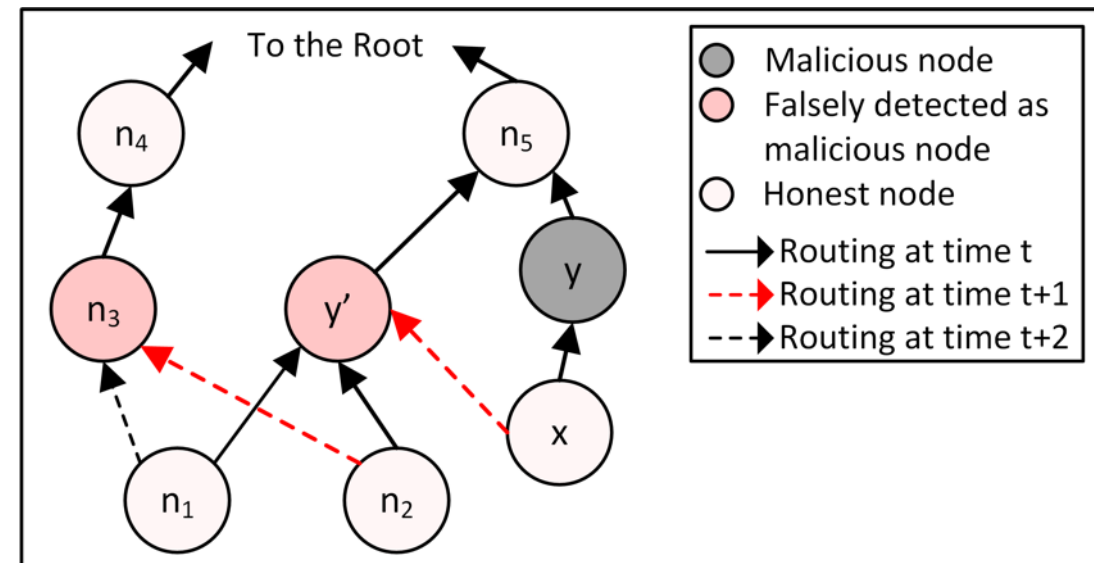 To the Root
n₄
n₅
y
n₃
y’
x
n₁
n₂
Malicious node
Falsely detected as
malicious node
Honest node
Routing at time t
Routing at time t+1
Routing at time t+2